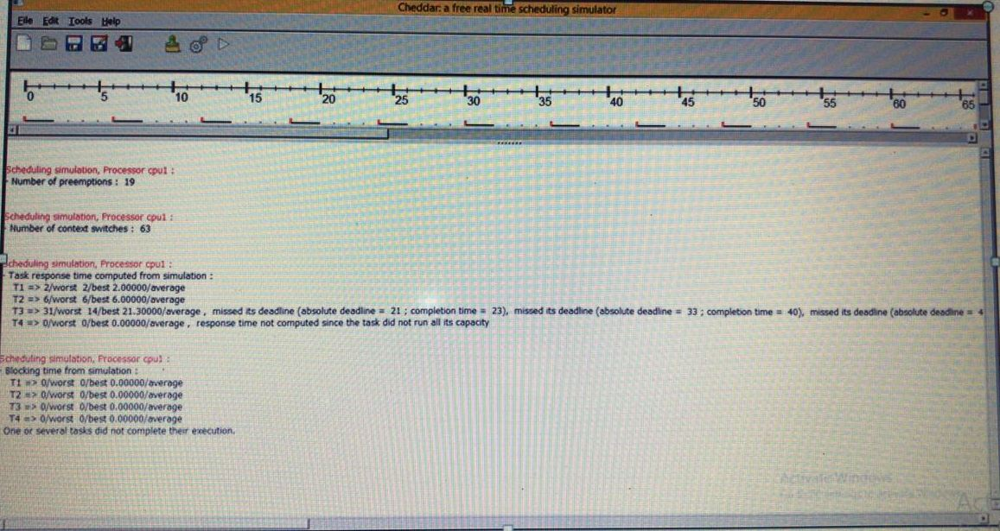 Cheddar: a free real time scheduling simulator
File Edit Tools Help
0 5 10 15 20 25 30 35 40 45 50 55 60 65
Scheduling simulation, Processor cpu1 :
- Number of preemptions : 19
Scheduling simulation, Processor cpu1 :
- Number of context switches : 63
Scheduling simulation, Processor cpu1 :
- Task response time computed from simulation :
T1 => 2/worst 2/best 2.00000/average
T2 => 6/worst 6/best 6.00000/average
T3 => 31/worst 14/best 21.30000/average , missed its deadline (absolute deadline = 21 ; completion time = 23), missed its deadline (absolute deadline = 33 ; completion time = 40), missed its deadline (absolute deadline = 4
T4 => 0/worst 0/best 0.00000/average , response time not computed since the task did not run all its capacity
Scheduling simulation, Processor cpu1 :
- Blocking time from simulation :
T1 => 0/worst 0/best 0.00000/average
T2 => 0/worst 0/best 0.00000/average
T3 => 0/worst 0/best 0.00000/average
T4 => 0/worst 0/best 0.00000/average
One or several tasks did not complete their execution.
Activate Windows